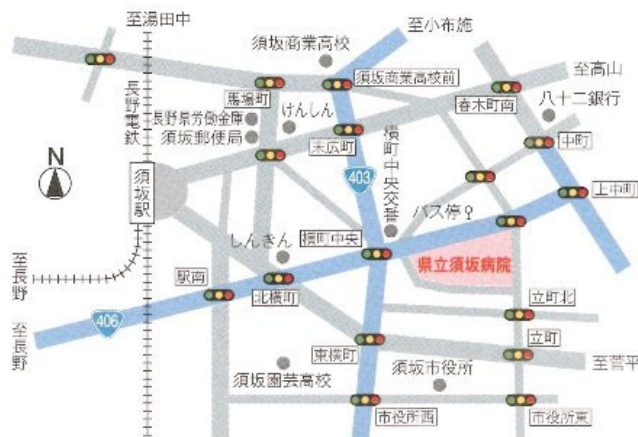 至湯田中
須坂商業高校
至小布施
須坂商業高校前
至高山
馬場町
春木町南
八十二銀行
長野電鉄
長野県労働金庫
けんしん
須坂郵便局
末広町
中町
N
須坂駅
403
横町中央交番
バス停
上中町
しんきん
横町中央
県立須坂病院
至長野
駅南
北横町
立町北
406
至長野
東横町
立町
至菅平
須坂園芸高校
須坂市役所
市役所西
市役所東